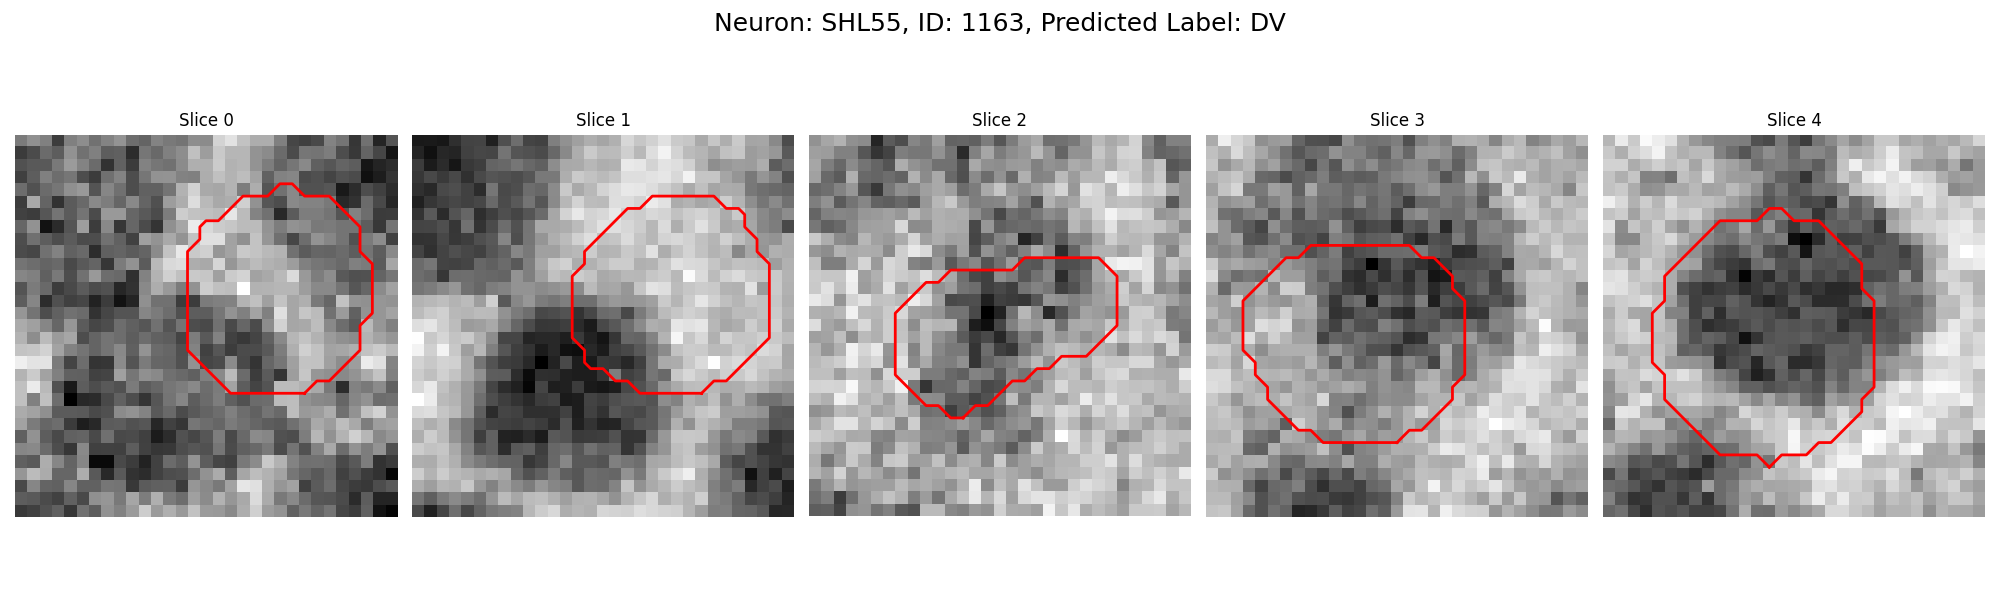 Neuron: SHL55, ID: 1163, Predicted Label: DV
Slice 0
Slice 1
Slice 2
Slice 3
Slice 4